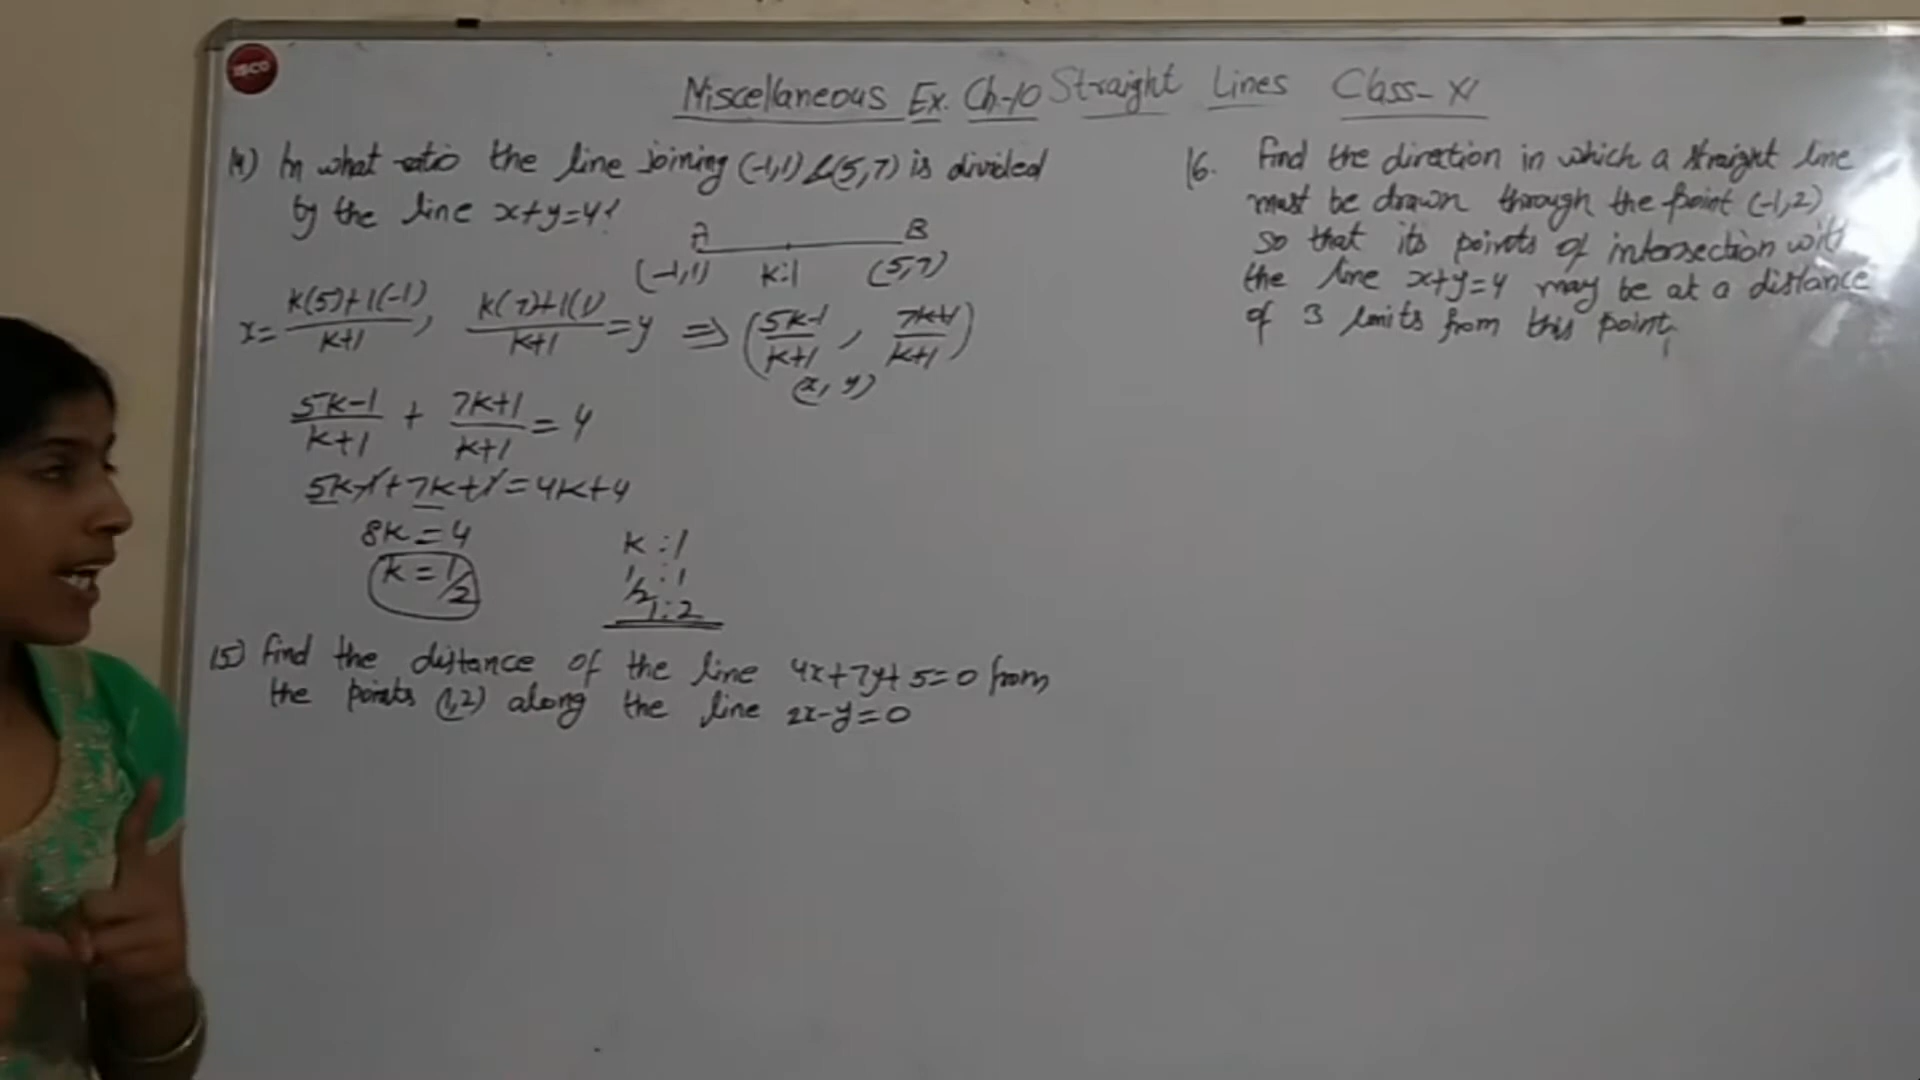 ISCO
Miscellaneous Ex. Ch-10 Straight Lines Class-XI
14) In what ratio the line joining (-1,1) & (5,7) is divided
by the line x+y=4?
A B
(-1,1) k:1 (5,7)
x= k(5)+1(-1)/k+1, k(7)+1(1)/k+1 =y ⇒ (5k-1/k+1, 7k+1/k+1)
(x, y)
5k-1/k+1 + 7k+1/k+1 = 4
5k-1+7k+1=4k+4
8k=4
k=1/2
k:1
1/2:1
1:2
15) find the distance of the line 4x+7y+5=0 from
the points (1,2) along the line 2x-y=0
16. find the direction in which a straight line
must be drawn through the point (-1,2)
so that its points of intersection with
the line x+y=4 may be at a distance
of 3 units from this point,